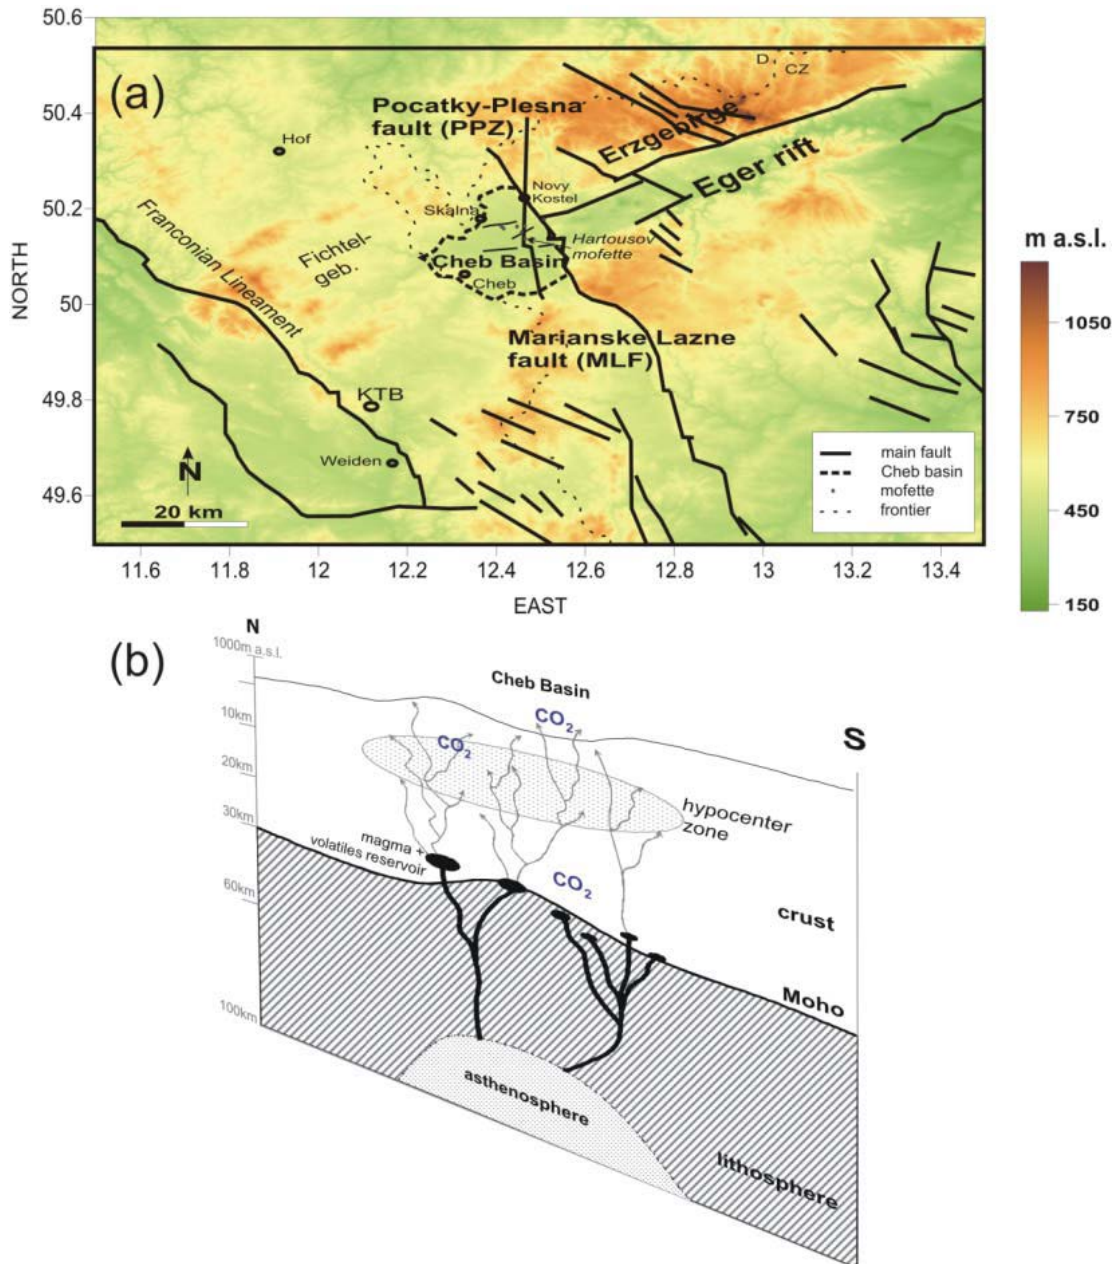 50.6
50.4
50.2
50
49.8
49.6
NORTH
(a)
Pocatky-Plesna
fault (PPZ)
D
CZ
Erzgebirge
Eger rift
Hof
Novy
Kostel
Skalna
Hartousov
mofette
Franconian Lineament
Fichtel-
geb.
Cheb Basin
Cheb
Marianske Lazne
fault (MLF)
KTB
Weiden
N
20 km
main fault
Cheb basin
mofette
frontier
11.6 11.8 12 12.2 12.4 12.6 12.8 13 13.2 13.4
EAST
m a.s.l.
1050
750
450
150
(b)
N
1000m a.s.l.
10km
20km
30km
60km
100km
Cheb Basin
CO2
CO2
S
hypocenter
zone
magma +
volatiles reservoir
CO2
crust
Moho
asthenosphere
lithosphere